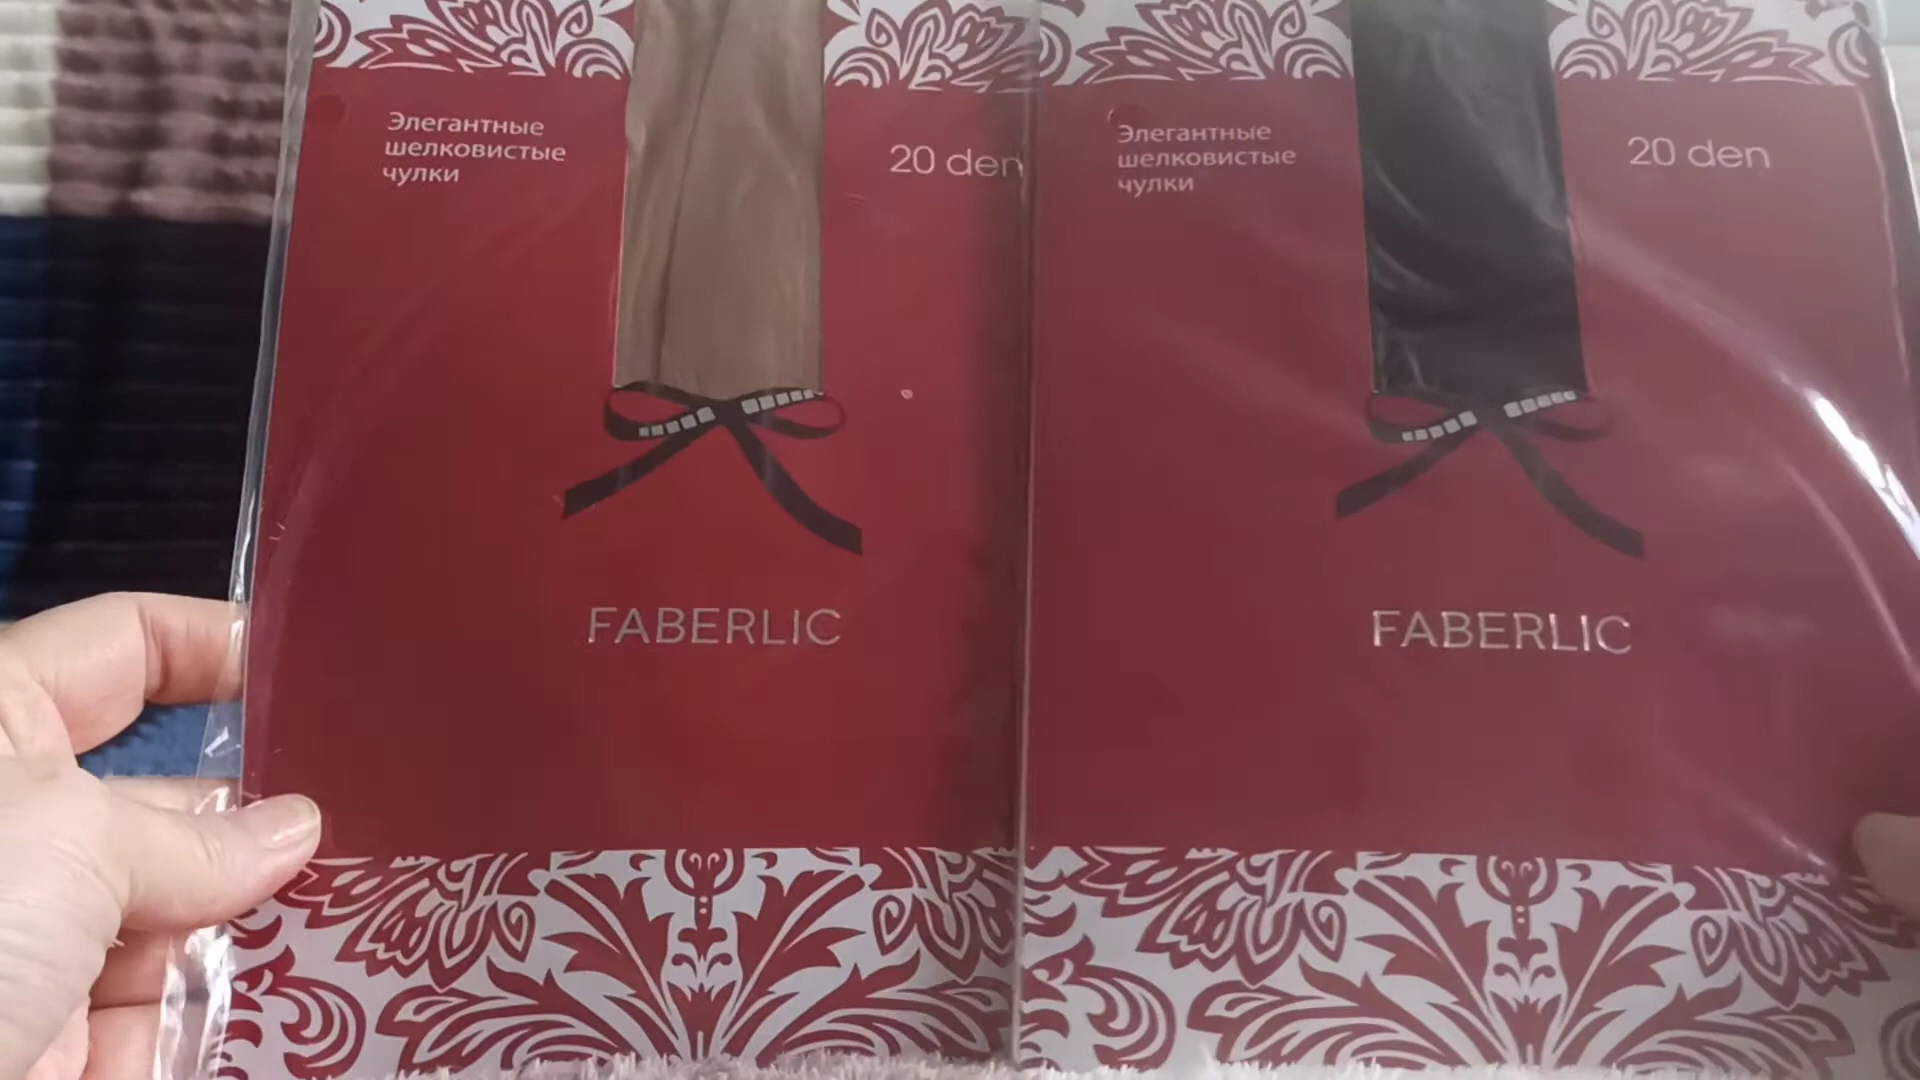 Элегантные
шелковистые
чулки
20 den
FABERLIC
Элегантные
шелковистые
чулки
20 den
FABERLIC